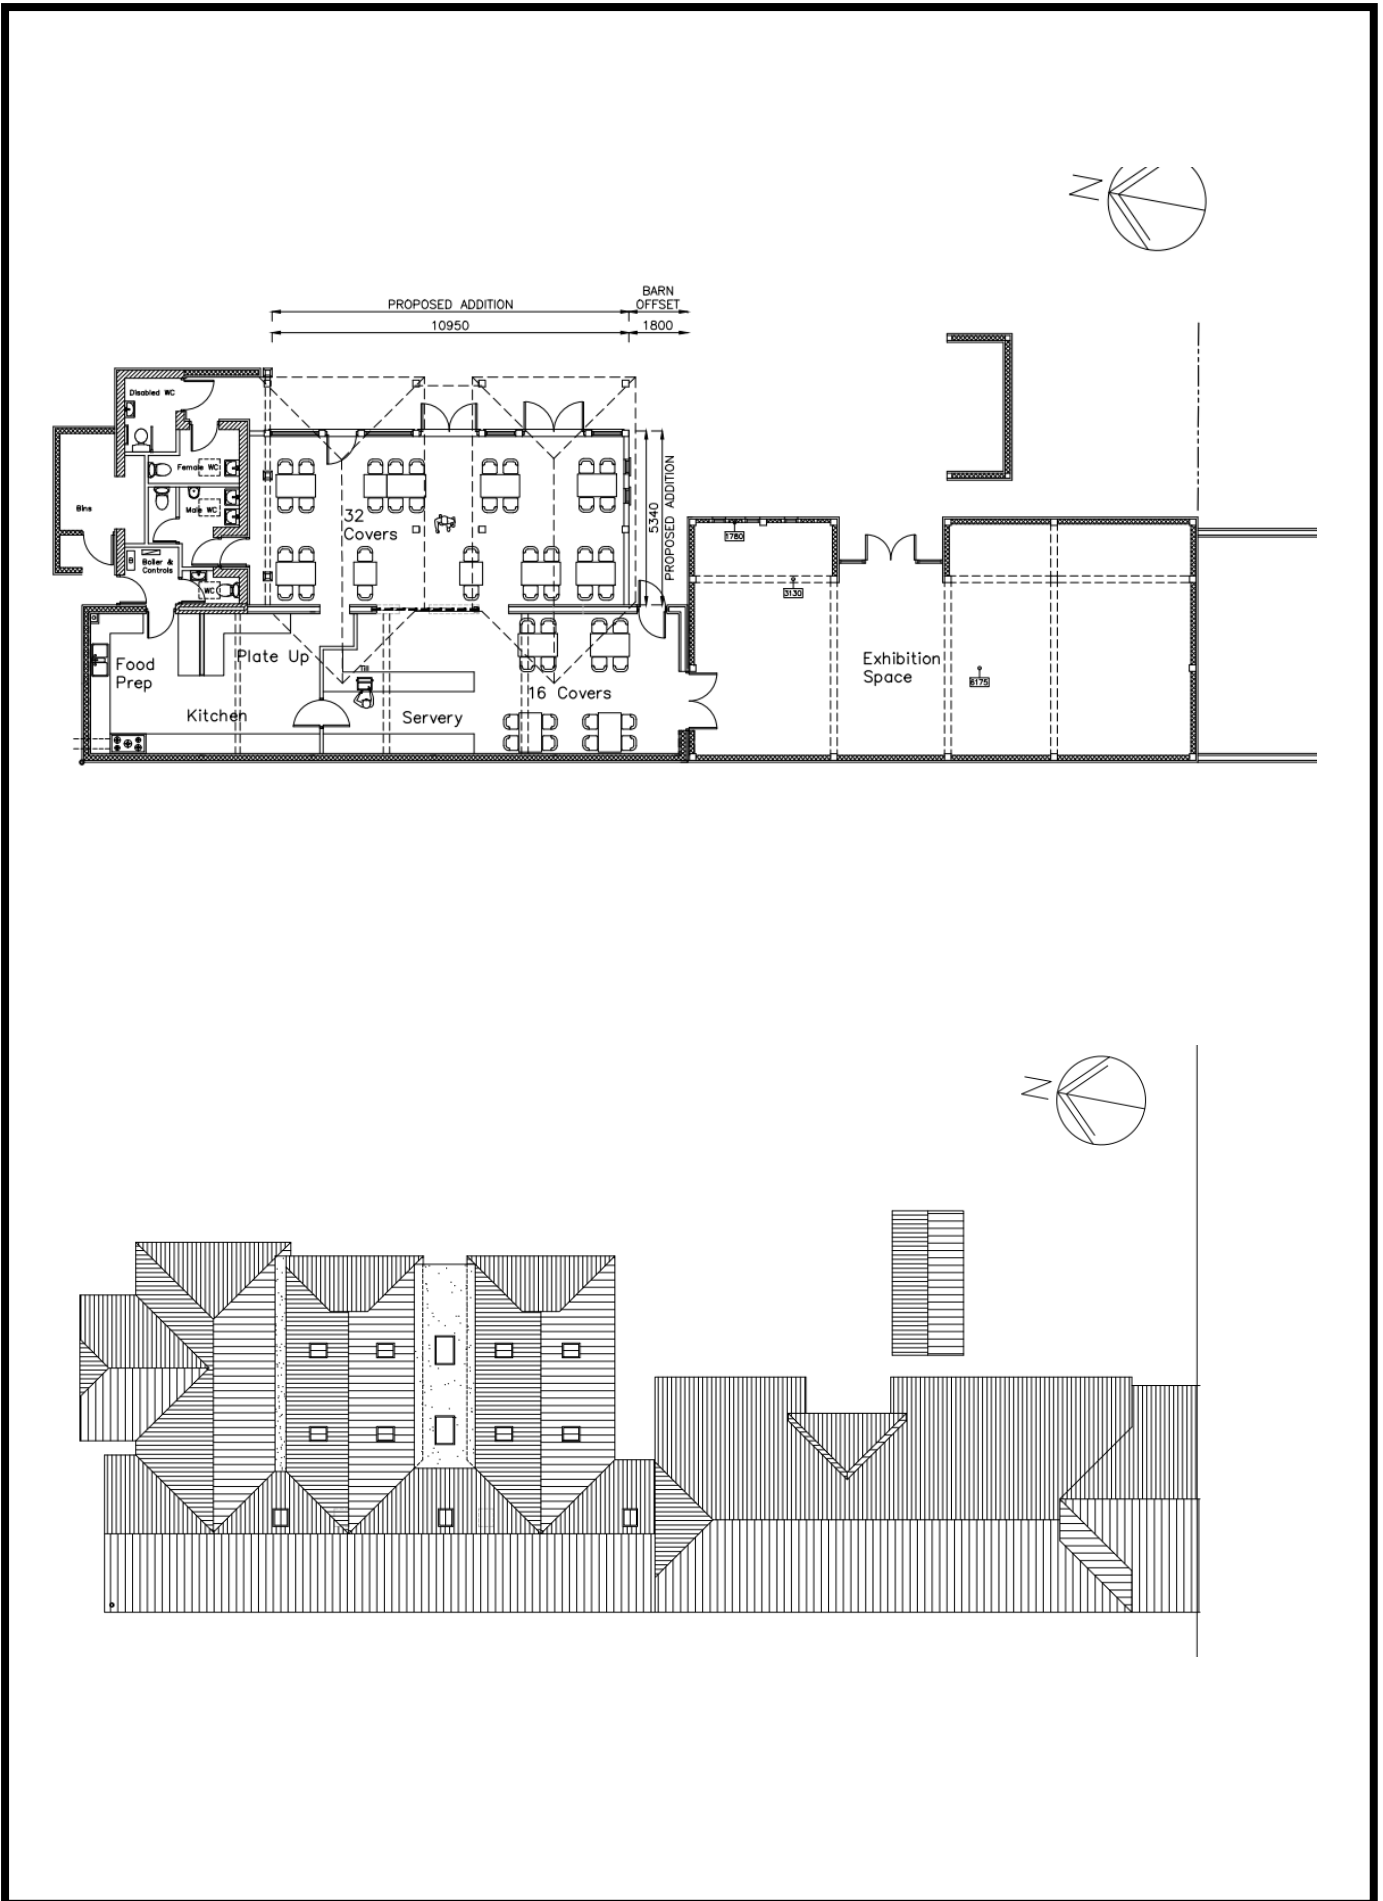 N
BARN
PROPOSED ADDITION
OFFSET
10950
1800
Disabled WC
Female WC
Bins
Male WC
32
Covers
5340
PROPOSED ADDITION
1780
B
Boiler &
Controls
WC
3130
Food
Prep
Plate Up
Till
Exhibition
Space
6175
16 Covers
Kitchen
Servery
N